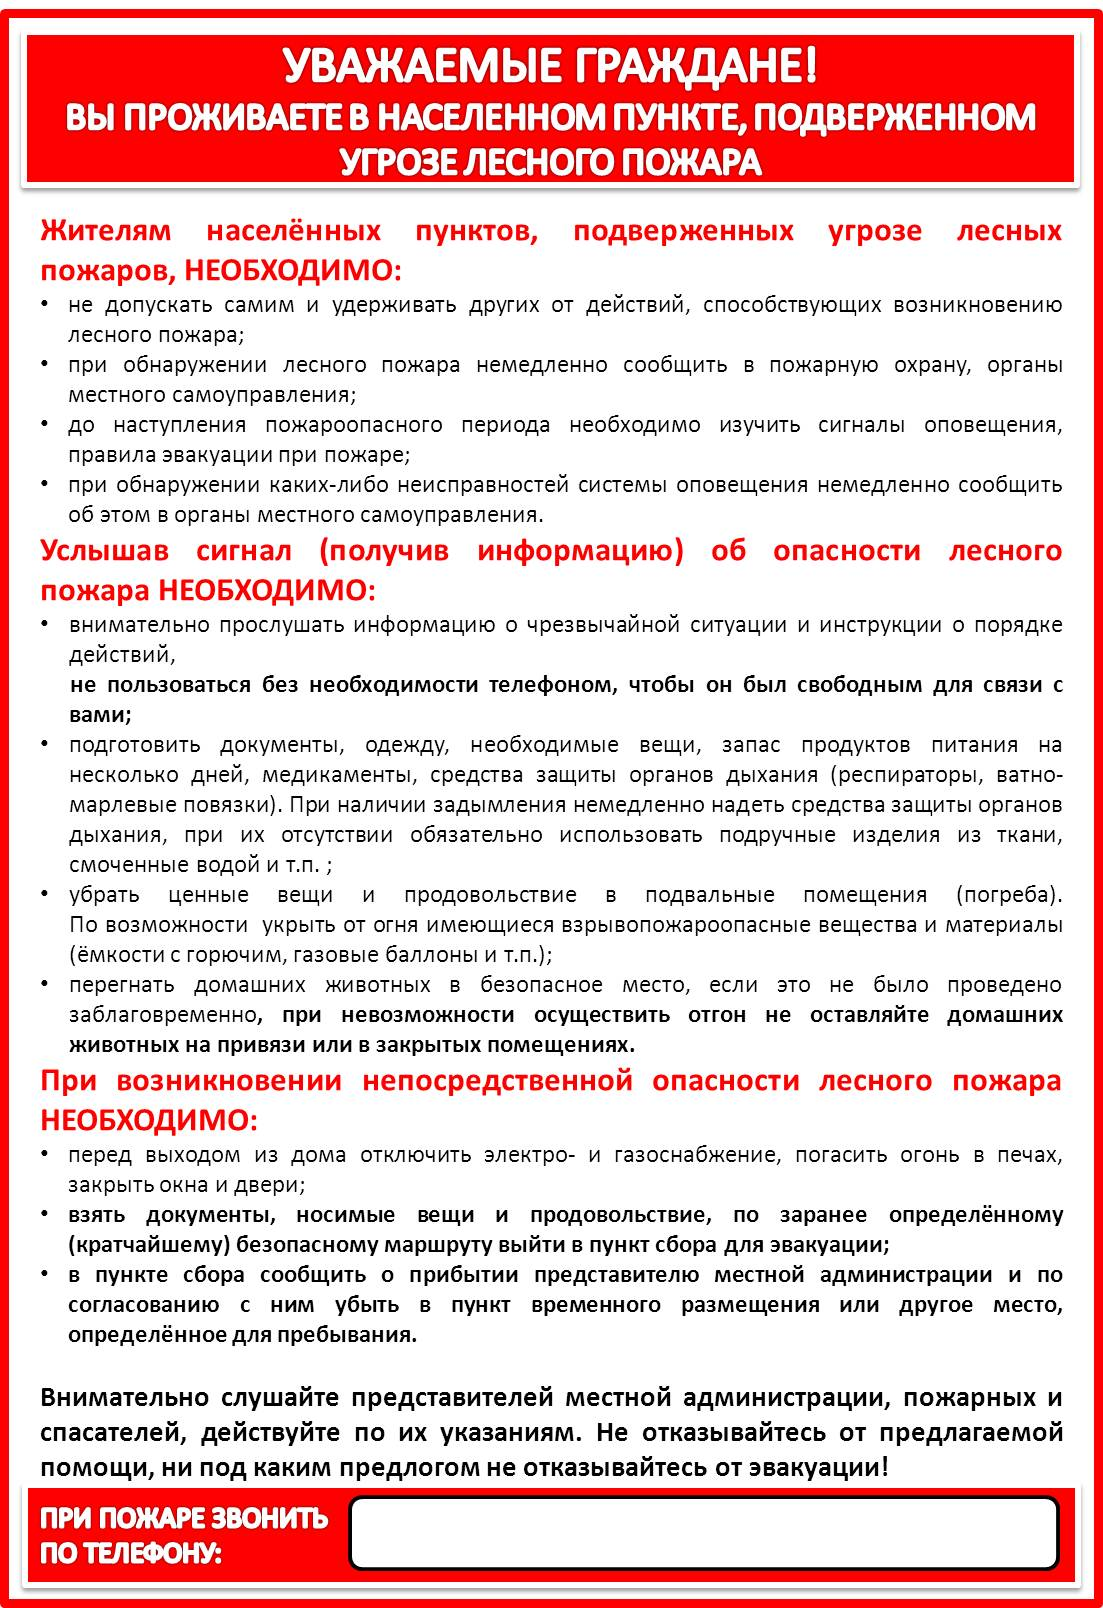 УВАЖАЕМЫЕ ГРАЖДАНЕ!
ВЫ ПРОЖИВАЕТЕ В НАСЕЛЕННОМ ПУНКТЕ, ПОДВЕРЖЕННОМ
УГРОЗЕ ЛЕСНОГО ПОЖАРА
Жителям населённых пунктов, подверженных угрозе лесных
пожаров, НЕОБХОДИМО:
• не допускать самим и удерживать других от действий, способствующих возникновению
лесного пожара;
• при обнаружении лесного пожара немедленно сообщить в пожарную охрану, органы
местного самоуправления;
• до наступления пожароопасного периода необходимо изучить сигналы оповещения,
правила эвакуации при пожаре;
• при обнаружении каких-либо неисправностей системы оповещения немедленно сообщить
об этом в органы местного самоуправления.
Услышав сигнал (получив информацию) об опасности лесного
пожара НЕОБХОДИМО:
• внимательно прослушать информацию о чрезвычайной ситуации и инструкции о порядке
действий,
не пользоваться без необходимости телефоном, чтобы он был свободным для связи с
вами;
• подготовить документы, одежду, необходимые вещи, запас продуктов питания на
несколько дней, медикаменты, средства защиты органов дыхания (респираторы, ватно-
марлевые повязки). При наличии задымления немедленно надеть средства защиты органов
дыхания, при их отсутствии обязательно использовать подручные изделия из ткани,
смоченные водой и т.п. ;
• убрать ценные вещи и продовольствие в подвальные помещения (погреба).
По возможности укрыть от огня имеющиеся взрывопожароопасные вещества и материалы
(ёмкости с горючим, газовые баллоны и т.п.);
• перегнать домашних животных в безопасное место, если это не было проведено
заблаговременно, при невозможности осуществить отгон не оставляйте домашних
животных на привязи или в закрытых помещениях.
При возникновении непосредственной опасности лесного пожара
НЕОБХОДИМО:
• перед выходом из дома отключить электро- и газоснабжение, погасить огонь в печах,
закрыть окна и двери;
• взять документы, носимые вещи и продовольствие, по заранее определённому
(кратчайшему) безопасному маршруту выйти в пункт сбора для эвакуации;
• в пункте сбора сообщить о прибытии представителю местной администрации и по
согласованию с ним убыть в пункт временного размещения или другое место,
определённое для пребывания.
Внимательно слушайте представителей местной администрации, пожарных и
спасателей, действуйте по их указаниям. Не отказывайтесь от предлагаемой
помощи, ни под каким предлогом не отказывайтесь от эвакуации!
ПРИ ПОЖАРЕ ЗВОНИТЬ
ПО ТЕЛЕФОНУ: